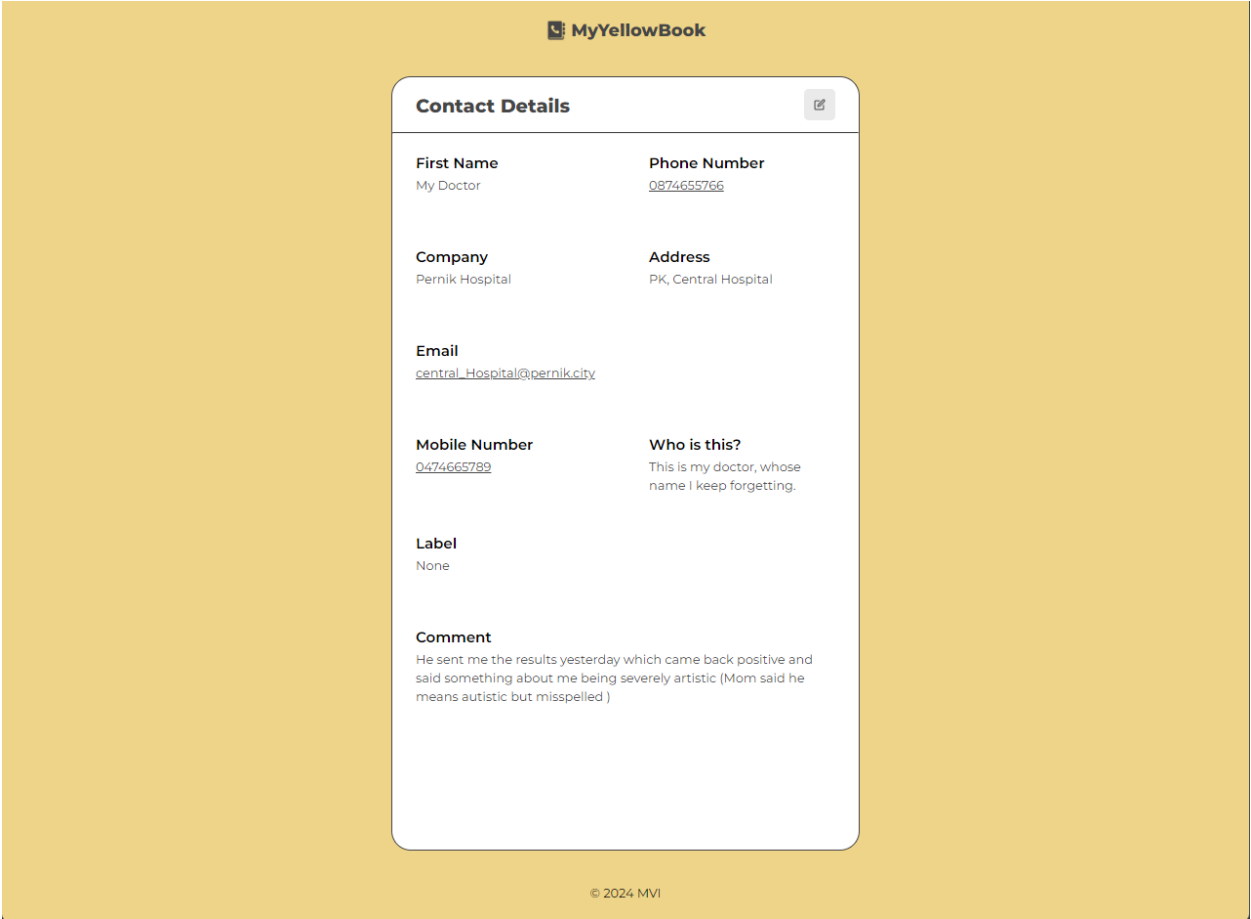 MyYellowBook
Contact Details
First Name
My Doctor
Phone Number
0874655766
Company
Pernik Hospital
Address
PK, Central Hospital
Email
central_Hospital@pernik.city
Mobile Number
0474665789
Who is this?
This is my doctor, whose
name I keep forgetting.
Label
None
Comment
He sent me the results yesterday which came back positive and
said something about me being severely artistic (Mom said he
means autistic but misspelled )
© 2024 MVI